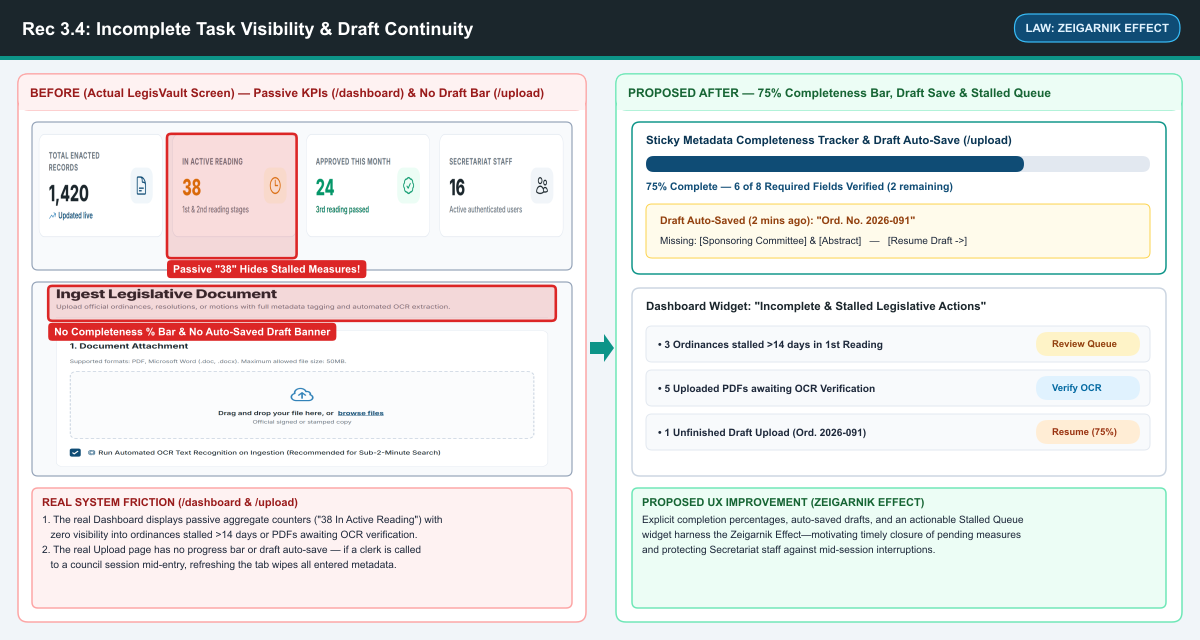 Rec 3.4: Incomplete Task Visibility & Draft Continuity
LAW: ZEIGARNIK EFFECT
BEFORE (Actual LegisVault Screen) — Passive KPIs (/dashboard) & No Draft Bar (/upload)
TOTAL ENACTED
RECORDS
1,420
Updated live
IN ACTIVE READING
38
1st & 2nd reading stages
APPROVED THIS MONTH
24
3rd reading passed
SECRETARIAT STAFF
16
Active authenticated users
Passive "38" Hides Stalled Measures!
Ingest Legislative Document
Upload official ordinances, resolutions, or motions with full metadata tagging and automated OCR extraction.
No Completeness % Bar & No Auto-Saved Draft Banner
1. Document Attachment
Supported formats: PDF, Microsoft Word (.doc, .docx). Maximum allowed file size: 50MB.
Drag and drop your file here, or browse files
Official signed or stamped copy
Run Automated OCR Text Recognition on Ingestion (Recommended for Sub-2-Minute Search)
REAL SYSTEM FRICTION (/dashboard & /upload)
1. The real Dashboard displays passive aggregate counters ("38 In Active Reading") with
zero visibility into ordinances stalled >14 days or PDFs awaiting OCR verification.
2. The real Upload page has no progress bar or draft auto-save — if a clerk is called
to a council session mid-entry, refreshing the tab wipes all entered metadata.
PROPOSED AFTER — 75% Completeness Bar, Draft Save & Stalled Queue
Sticky Metadata Completeness Tracker & Draft Auto-Save (/upload)
75% Complete — 6 of 8 Required Fields Verified (2 remaining)
Draft Auto-Saved (2 mins ago): "Ord. No. 2026-091"
Missing: [Sponsoring Committee] & [Abstract] — [Resume Draft ->]
Dashboard Widget: "Incomplete & Stalled Legislative Actions"
• 3 Ordinances stalled >14 days in 1st Reading
Review Queue
• 5 Uploaded PDFs awaiting OCR Verification
Verify OCR
• 1 Unfinished Draft Upload (Ord. 2026-091)
Resume (75%)
PROPOSED UX IMPROVEMENT (ZEIGARNIK EFFECT)
Explicit completion percentages, auto-saved drafts, and an actionable Stalled Queue
widget harness the Zeigarnik Effect—motivating timely closure of pending measures
and protecting Secretariat staff against mid-session interruptions.